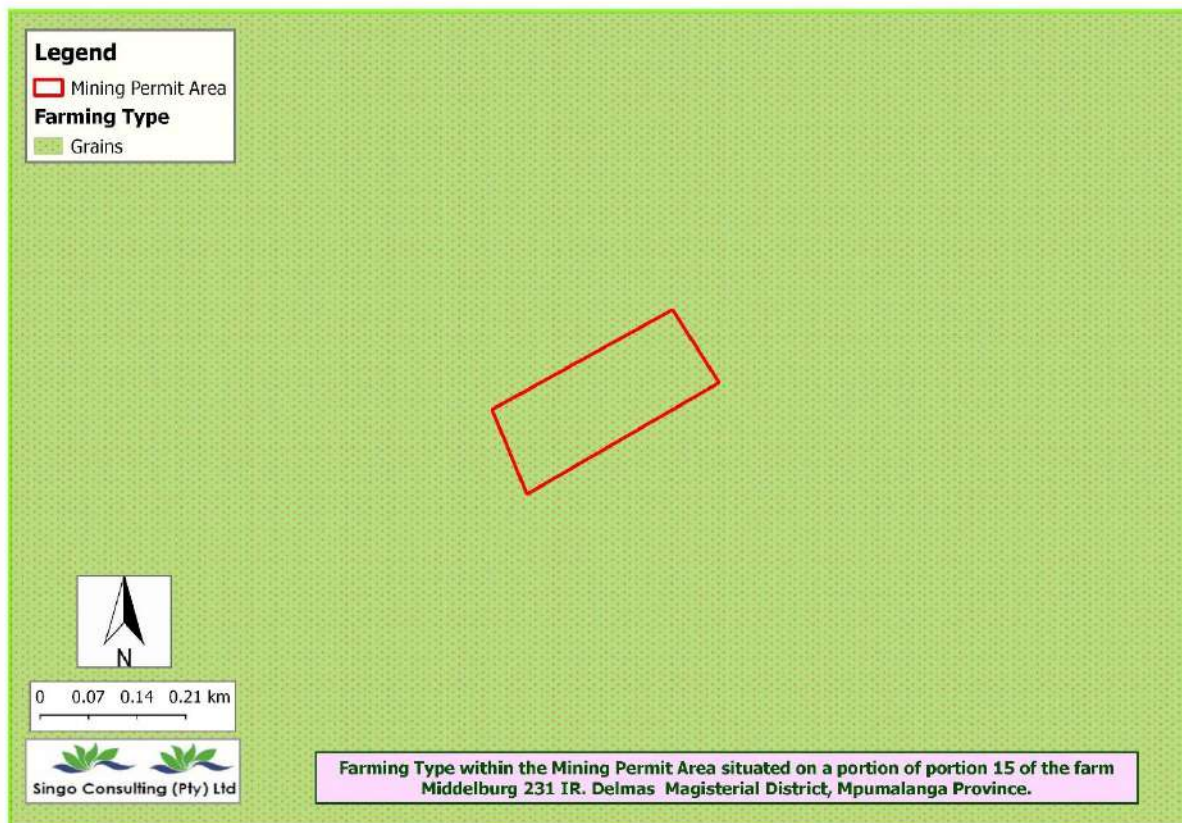 Legend
Mining Permit Area
Farming Type
Grains
N
0 0.07 0.14 0.21 km
Singo Consulting (Pty) Ltd
Farming Type within the Mining Permit Area situated on a portion of portion 15 of the farm
Middelburg 231 IR. Delmas Magisterial District, Mpumalanga Province.